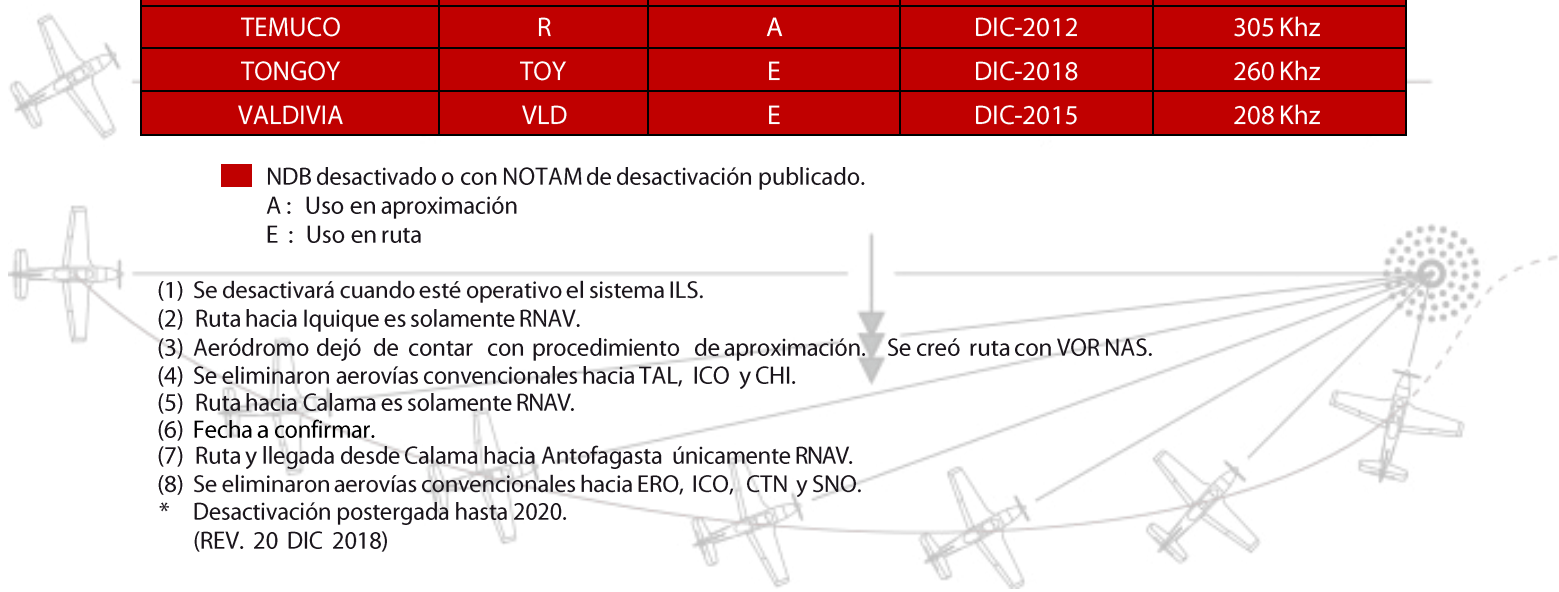 TEMUCO R A DIC-2012 305 Khz
TONGOY TOY E DIC-2018 260 Khz
VALDIVIA VLD E DIC-2015 208 Khz
NDB desactivado o con NOTAM de desactivación publicado.
A : Uso en aproximación
E : Uso en ruta
(1) Se desactivará cuando esté operativo el sistema ILS.
(2) Ruta hacia Iquique es solamente RNAV.
(3) Aeródromo dejó de contar con procedimiento de aproximación. Se creó ruta con VOR NAS.
(4) Se eliminaron aerovías convencionales hacia TAL, ICO y CHI.
(5) Ruta hacia Calama es solamente RNAV.
(6) Fecha a confirmar.
(7) Ruta y llegada desde Calama hacia Antofagasta únicamente RNAV.
(8) Se eliminaron aerovías convencionales hacia ERO, ICO, CTN y SNO.
* Desactivación postergada hasta 2020.
(REV. 20 DIC 2018)